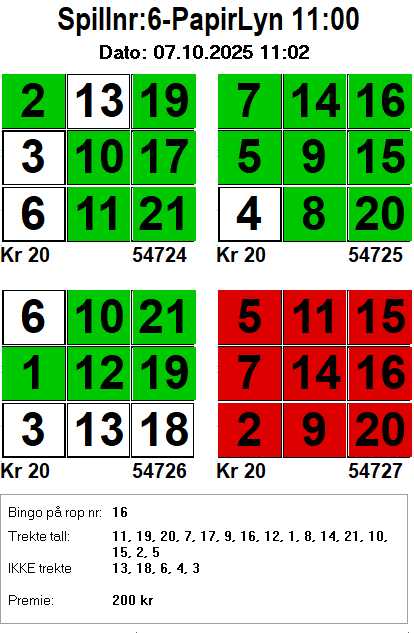 Spillnr:6-PapirLyn 11:00
Dato: 07.10.2025 11:02
2 13 19
3 10 17
6 11 21
Kr 20 54724
7 14 16
5 9 15
4 8 20
Kr 20 54725
6 10 21
1 12 19
3 13 18
Kr 20 54726
5 11 15
7 14 16
2 9 20
Kr 20 54727
Bingo på rop nr: 16
Trekte tall: 11, 19, 20, 7, 17, 9, 16, 12, 1, 8, 14, 21, 10,
15, 2, 5
IKKE trekte 13, 18, 6, 4, 3
Premie: 200 kr